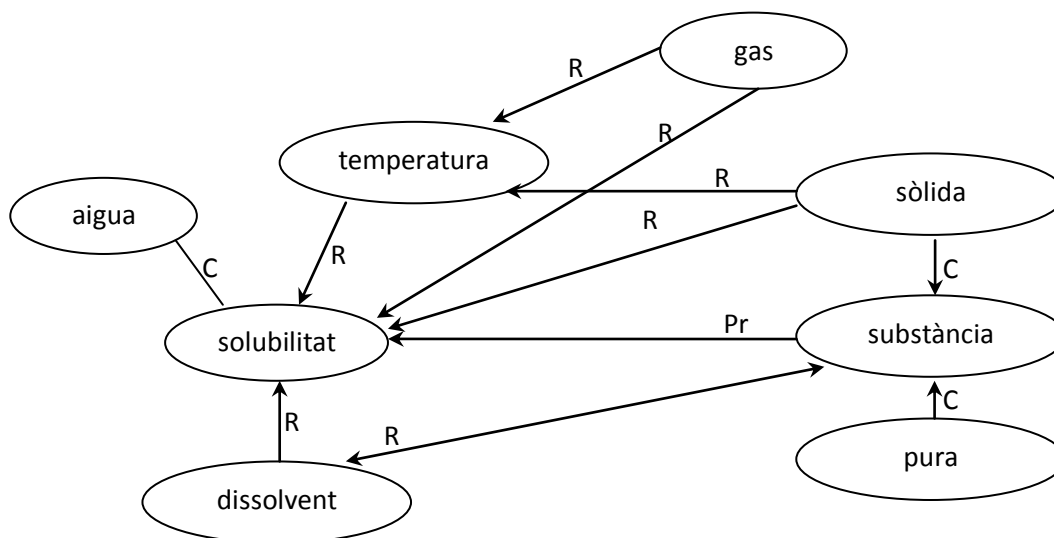 gas
R
R
temperatura
R
sòlida
aigua
R
R
C
C
solubilitat
Pr
substància
C
R
R
pura
dissolvent